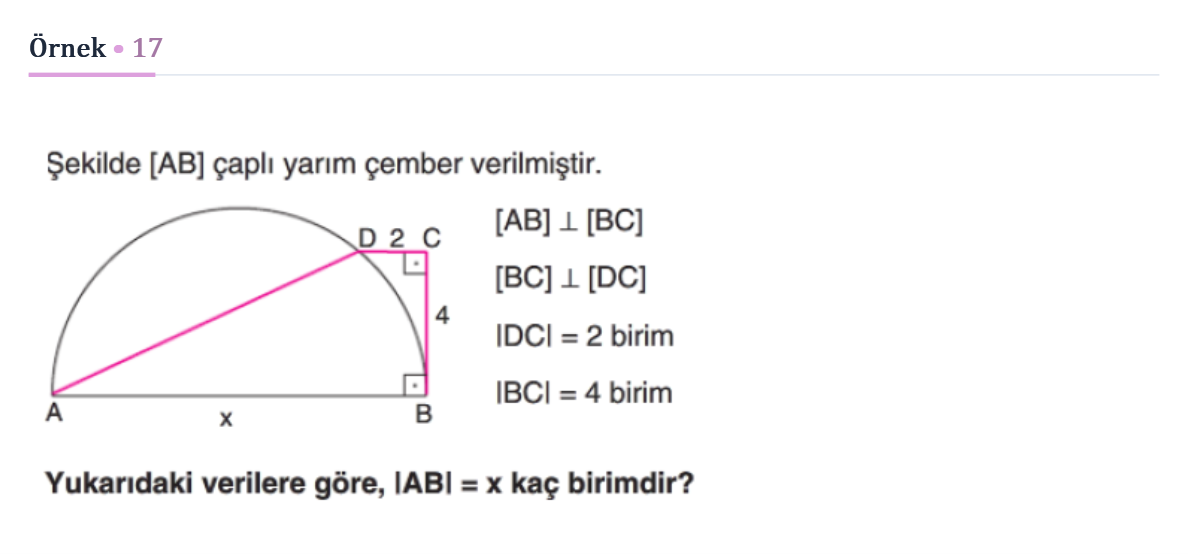 Örnek • 17
Şekilde [AB] çaplı yarım çember verilmiştir.
D 2 C
4
A
x
B
[AB] ⊥ [BC]
[BC] ⊥ [DC]
|DC| = 2 birim
|BC| = 4 birim
Yukarıdaki verilere göre, |AB| = x kaç birimdir?